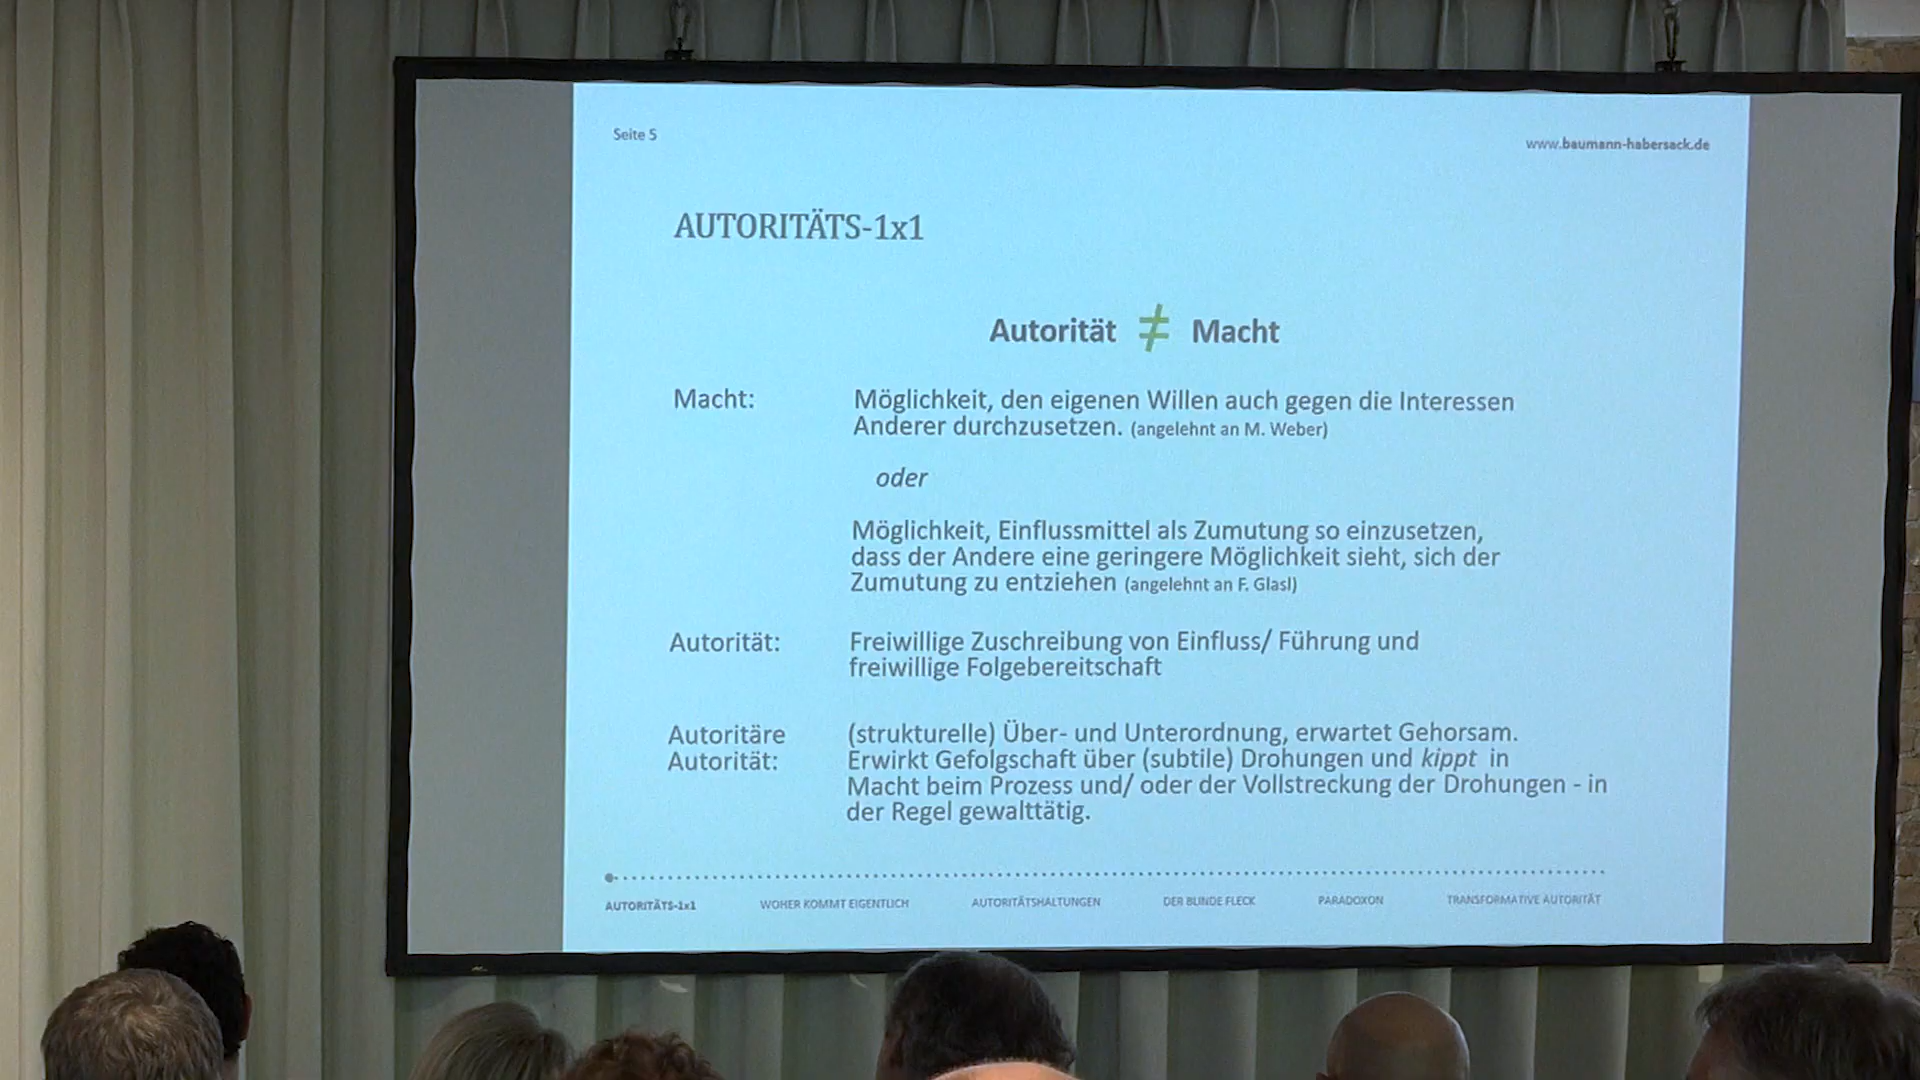 Seite 5
www.baumann-habersack.de
AUTORITÄTS-1x1
Autorität ≠ Macht
Macht: Möglichkeit, den eigenen Willen auch gegen die Interessen
Anderer durchzusetzen. (angelehnt an M. Weber)
oder
Möglichkeit, Einflussmittel als Zumutung so einzusetzen,
dass der Andere eine geringere Möglichkeit sieht, sich der
Zumutung zu entziehen (angelehnt an F. Glasl)
Autorität: Freiwillige Zuschreibung von Einfluss/ Führung und
freiwillige Folgebereitschaft
Autoritäre (strukturelle) Über- und Unterordnung, erwartet Gehorsam.
Autorität: Erwirkt Gefolgschaft über (subtile) Drohungen und kippt in
Macht beim Prozess und/ oder der Vollstreckung der Drohungen - in
der Regel gewalttätig.
AUTORITÄTS-1x1 WOHER KOMMT EIGENTLICH AUTORITÄTSHALTUNGEN DER BLINDE FLECK PARADOXON TRANSFORMATIVE AUTORITÄT